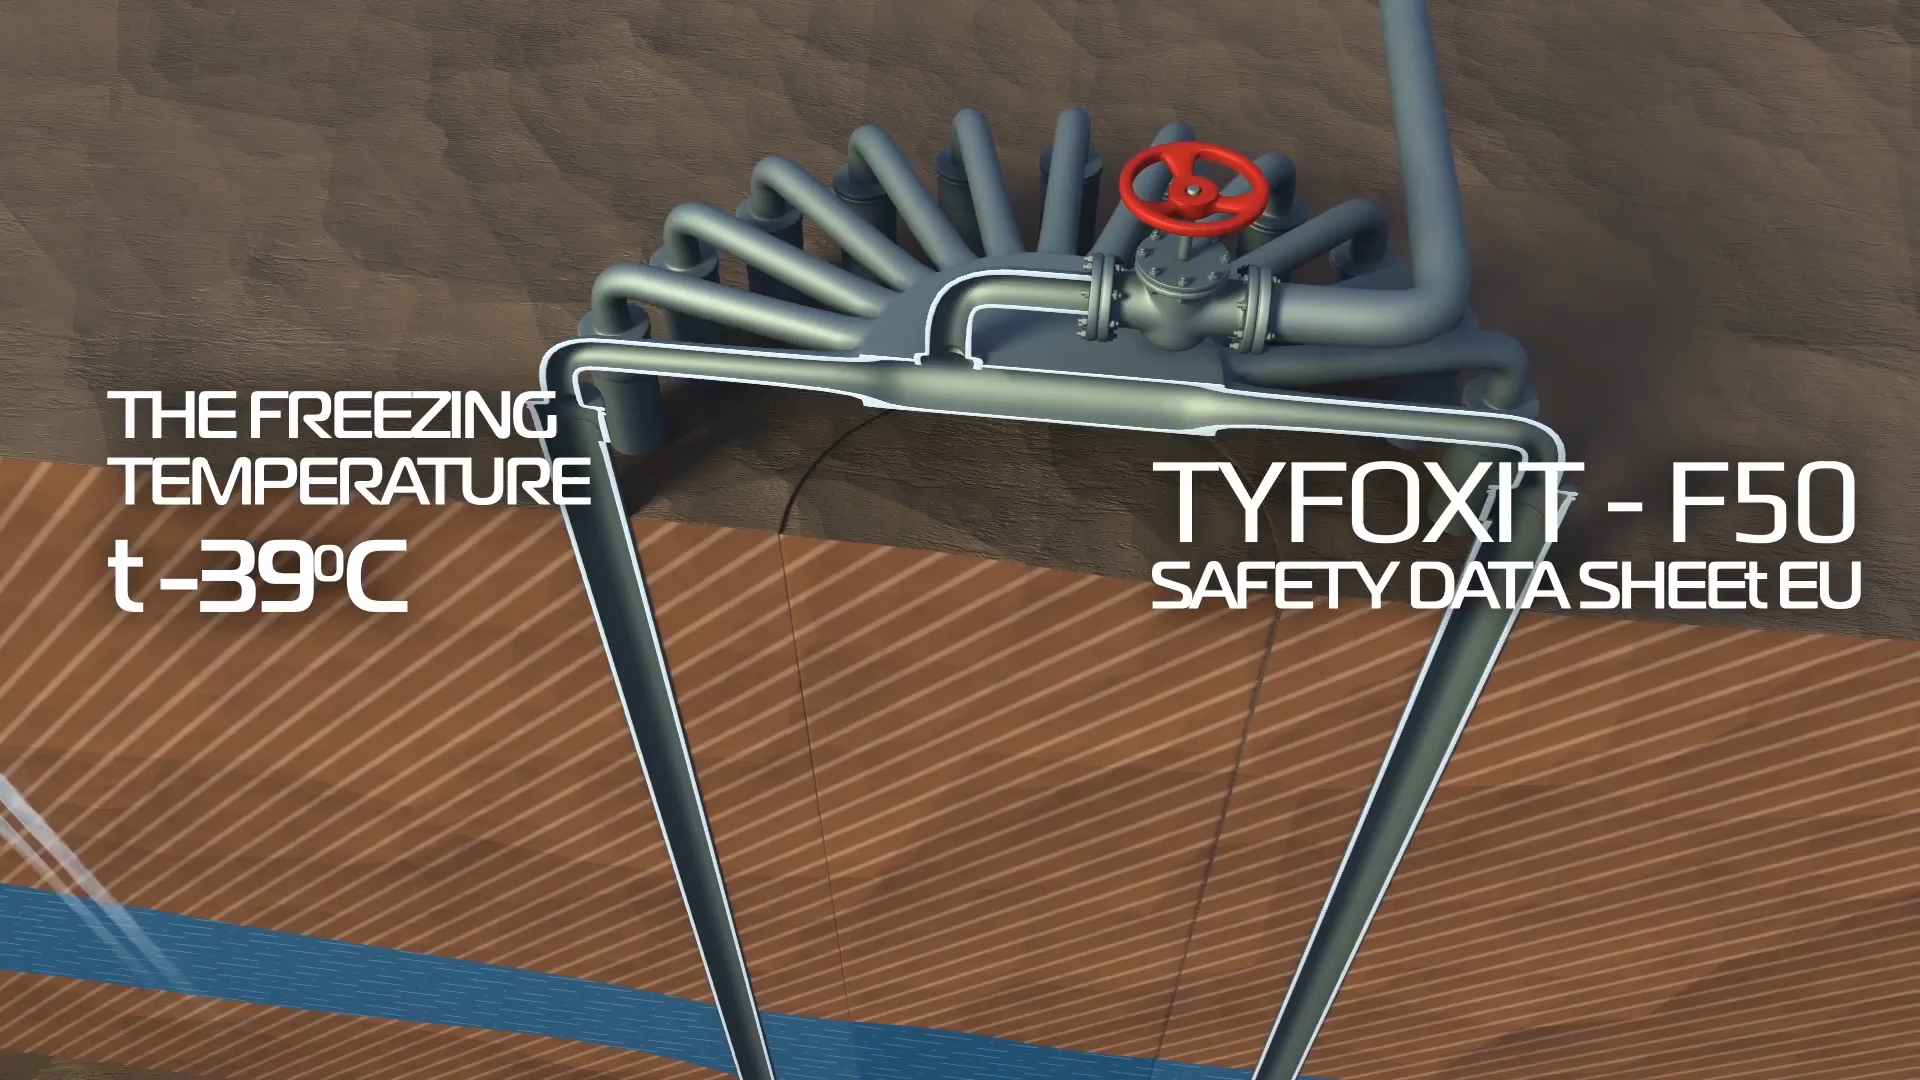 THE FREEZING
TEMPERATURE
t -39ºC
TYFOXIT - F50
SAFETY DATA SHEEt EU